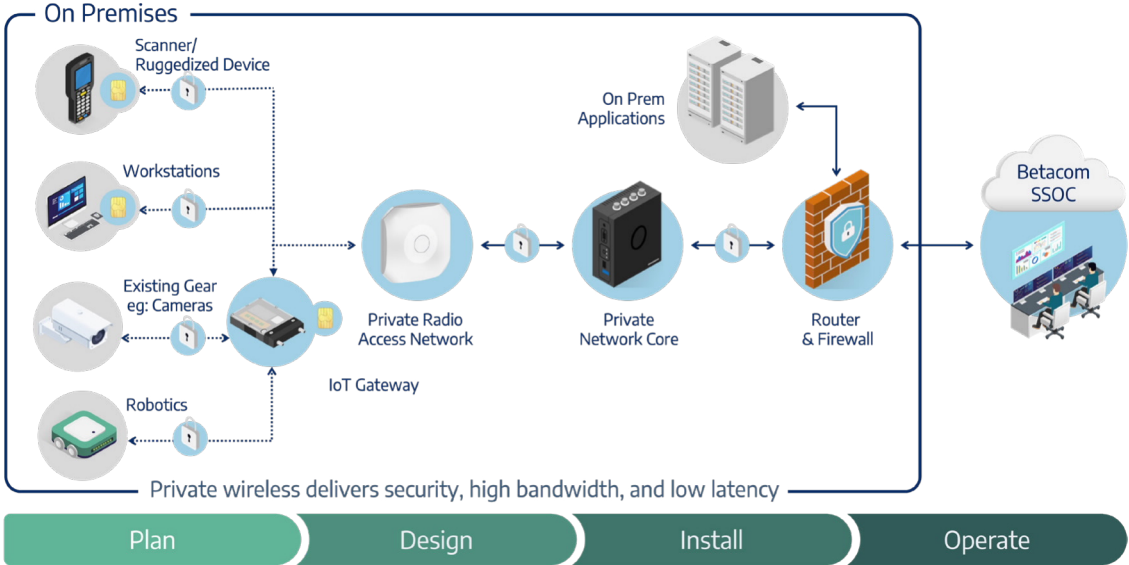 On Premises
Scanner/
Ruggedized Device
Workstations
Existing Gear
eg: Cameras
Robotics
IoT Gateway
Private Radio
Access Network
Private
Network Core
On Prem
Applications
Router
& Firewall
Betacom
SSOC
Private wireless delivers security, high bandwidth, and low latency
Plan
Design
Install
Operate